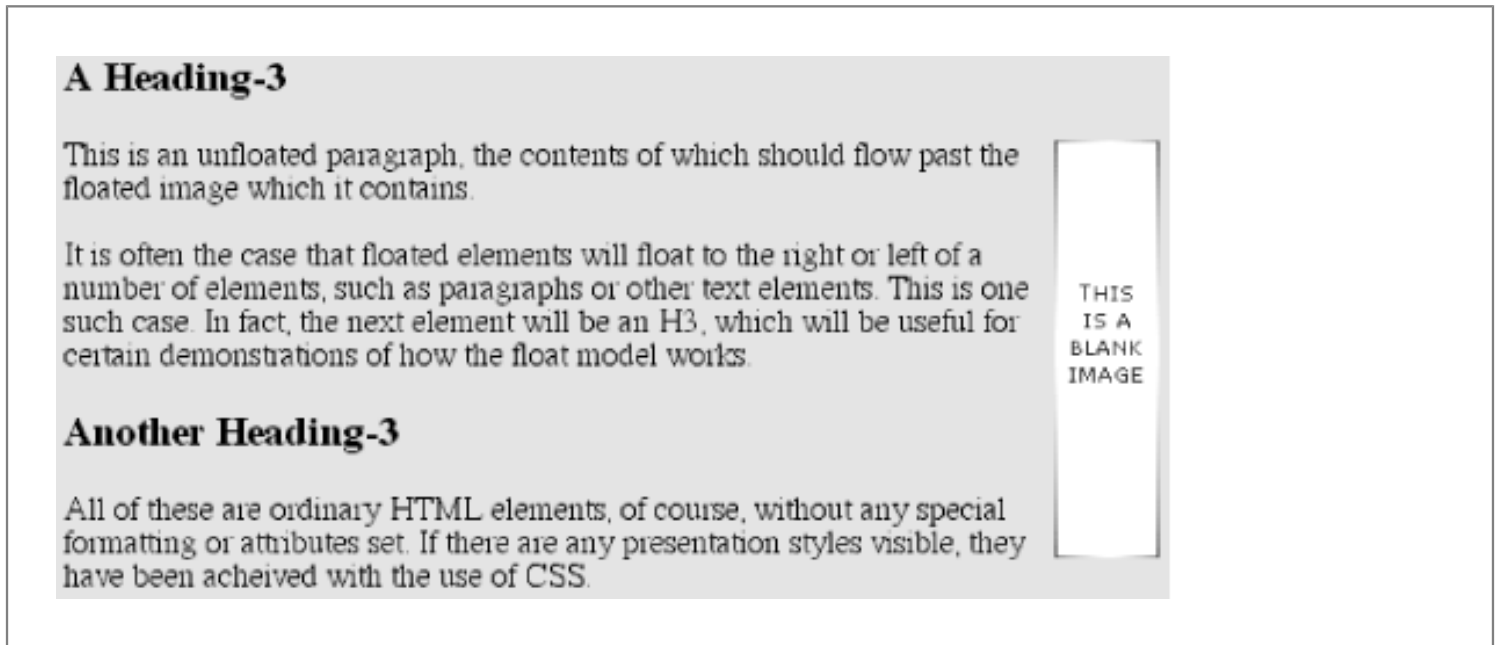 A Heading-3
This is an unfloated paragraph, the contents of which should flow past the
floated image which it contains.
It is often the case that floated elements will float to the right or left of a
number of elements, such as paragraphs or other text elements. This is one
such case. In fact, the next element will be an H3, which will be useful for
certain demonstrations of how the float model works.
THIS
IS A
BLANK
IMAGE
Another Heading-3
All of these are ordinary HTML elements, of course, without any special
formatting or attributes set. If there are any presentation styles visible, they
have been acheived with the use of CSS.